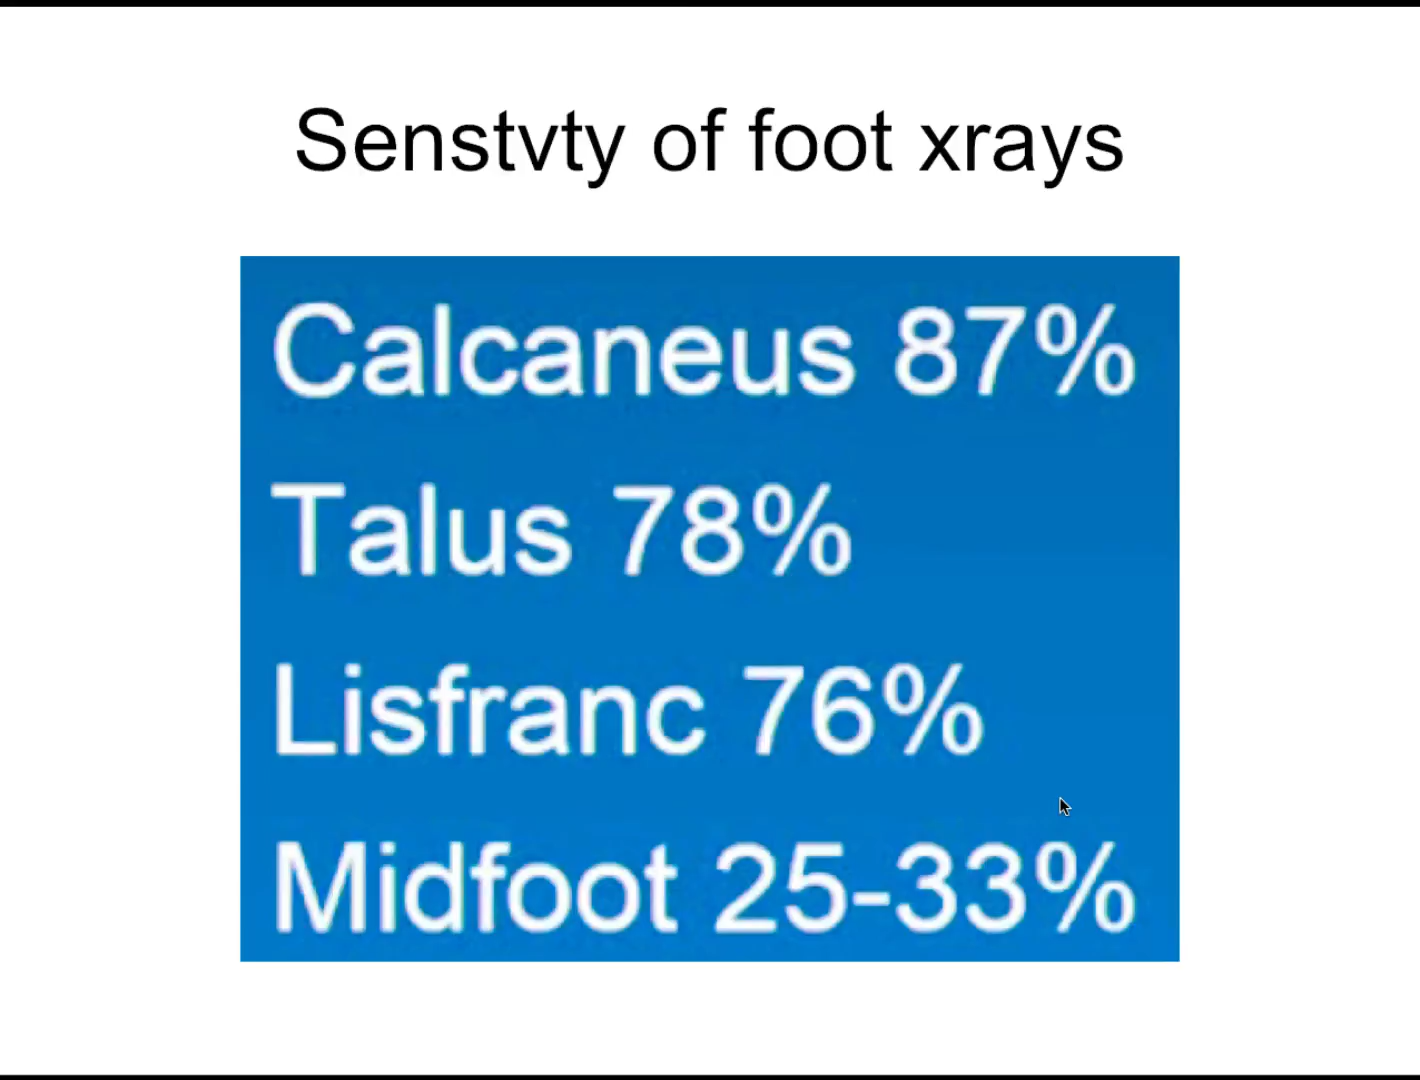 Senstvty of foot xrays
Calcaneus 87%
Talus 78%
Lisfranc 76%
Midfoot 25-33%